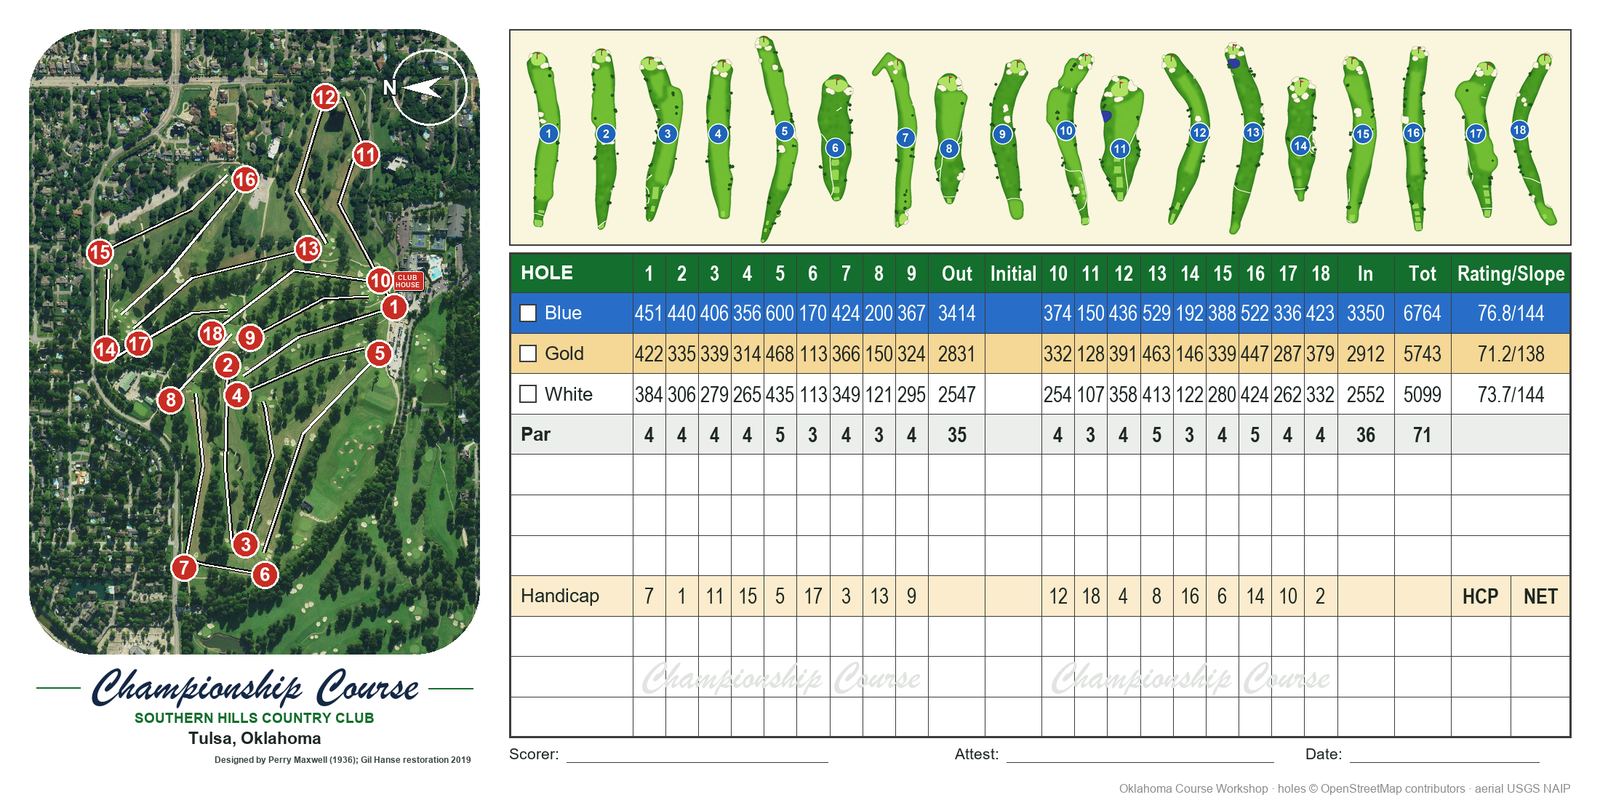 N
12
11
16
15
13
10
CLUB
HOUSE
1
18
17
9
14
2
5
4
8
3
7
6
Championship Course
SOUTHERN HILLS COUNTRY CLUB
Tulsa, Oklahoma
Designed by Perry Maxwell (1936); Gil Hanse restoration 2019
1 2 3 4 5 6 7 8 9 10 11 12 13 14 15 16 17 18
HOLE 1 2 3 4 5 6 7 8 9 Out Initial 10 11 12 13 14 15 16 17 18 In Tot Rating/Slope
Blue 451 440 406 356 600 170 424 200 367 3414 374 150 436 529 192 388 522 336 423 3350 6764 76.8/144
Gold 422 335 339 314 468 113 366 150 324 2831 332 128 391 463 146 339 447 287 379 2912 5743 71.2/138
White 384 306 279 265 435 113 349 121 295 2547 254 107 358 413 122 280 424 262 332 2552 5099 73.7/144
Par 4 4 4 4 5 3 4 3 4 35 4 3 4 5 3 4 5 4 4 36 71
Handicap 7 1 11 15 5 17 3 13 9 12 18 4 8 16 6 14 10 2 HCP NET
Championship Course Championship Course
Scorer: Attest: Date:
Oklahoma Course Workshop · holes © OpenStreetMap contributors · aerial USGS NAIP